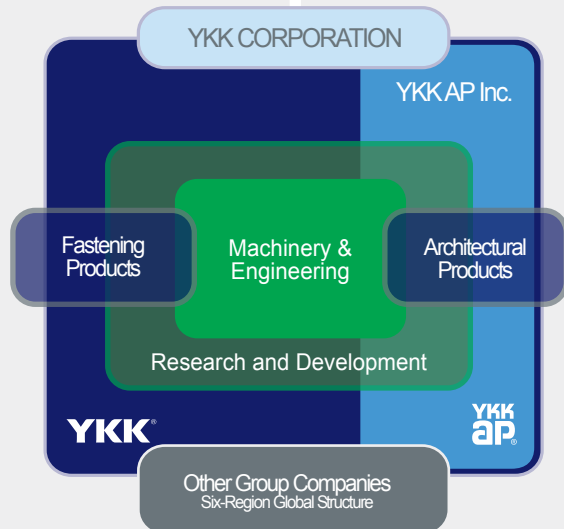 YKK CORPORATION
YKK AP Inc.
Fastening
Products
Machinery &
Engineering
Architectural
Products
Research and Development
YKK®
YKK
ap®
Other Group Companies
Six-Region Global Structure